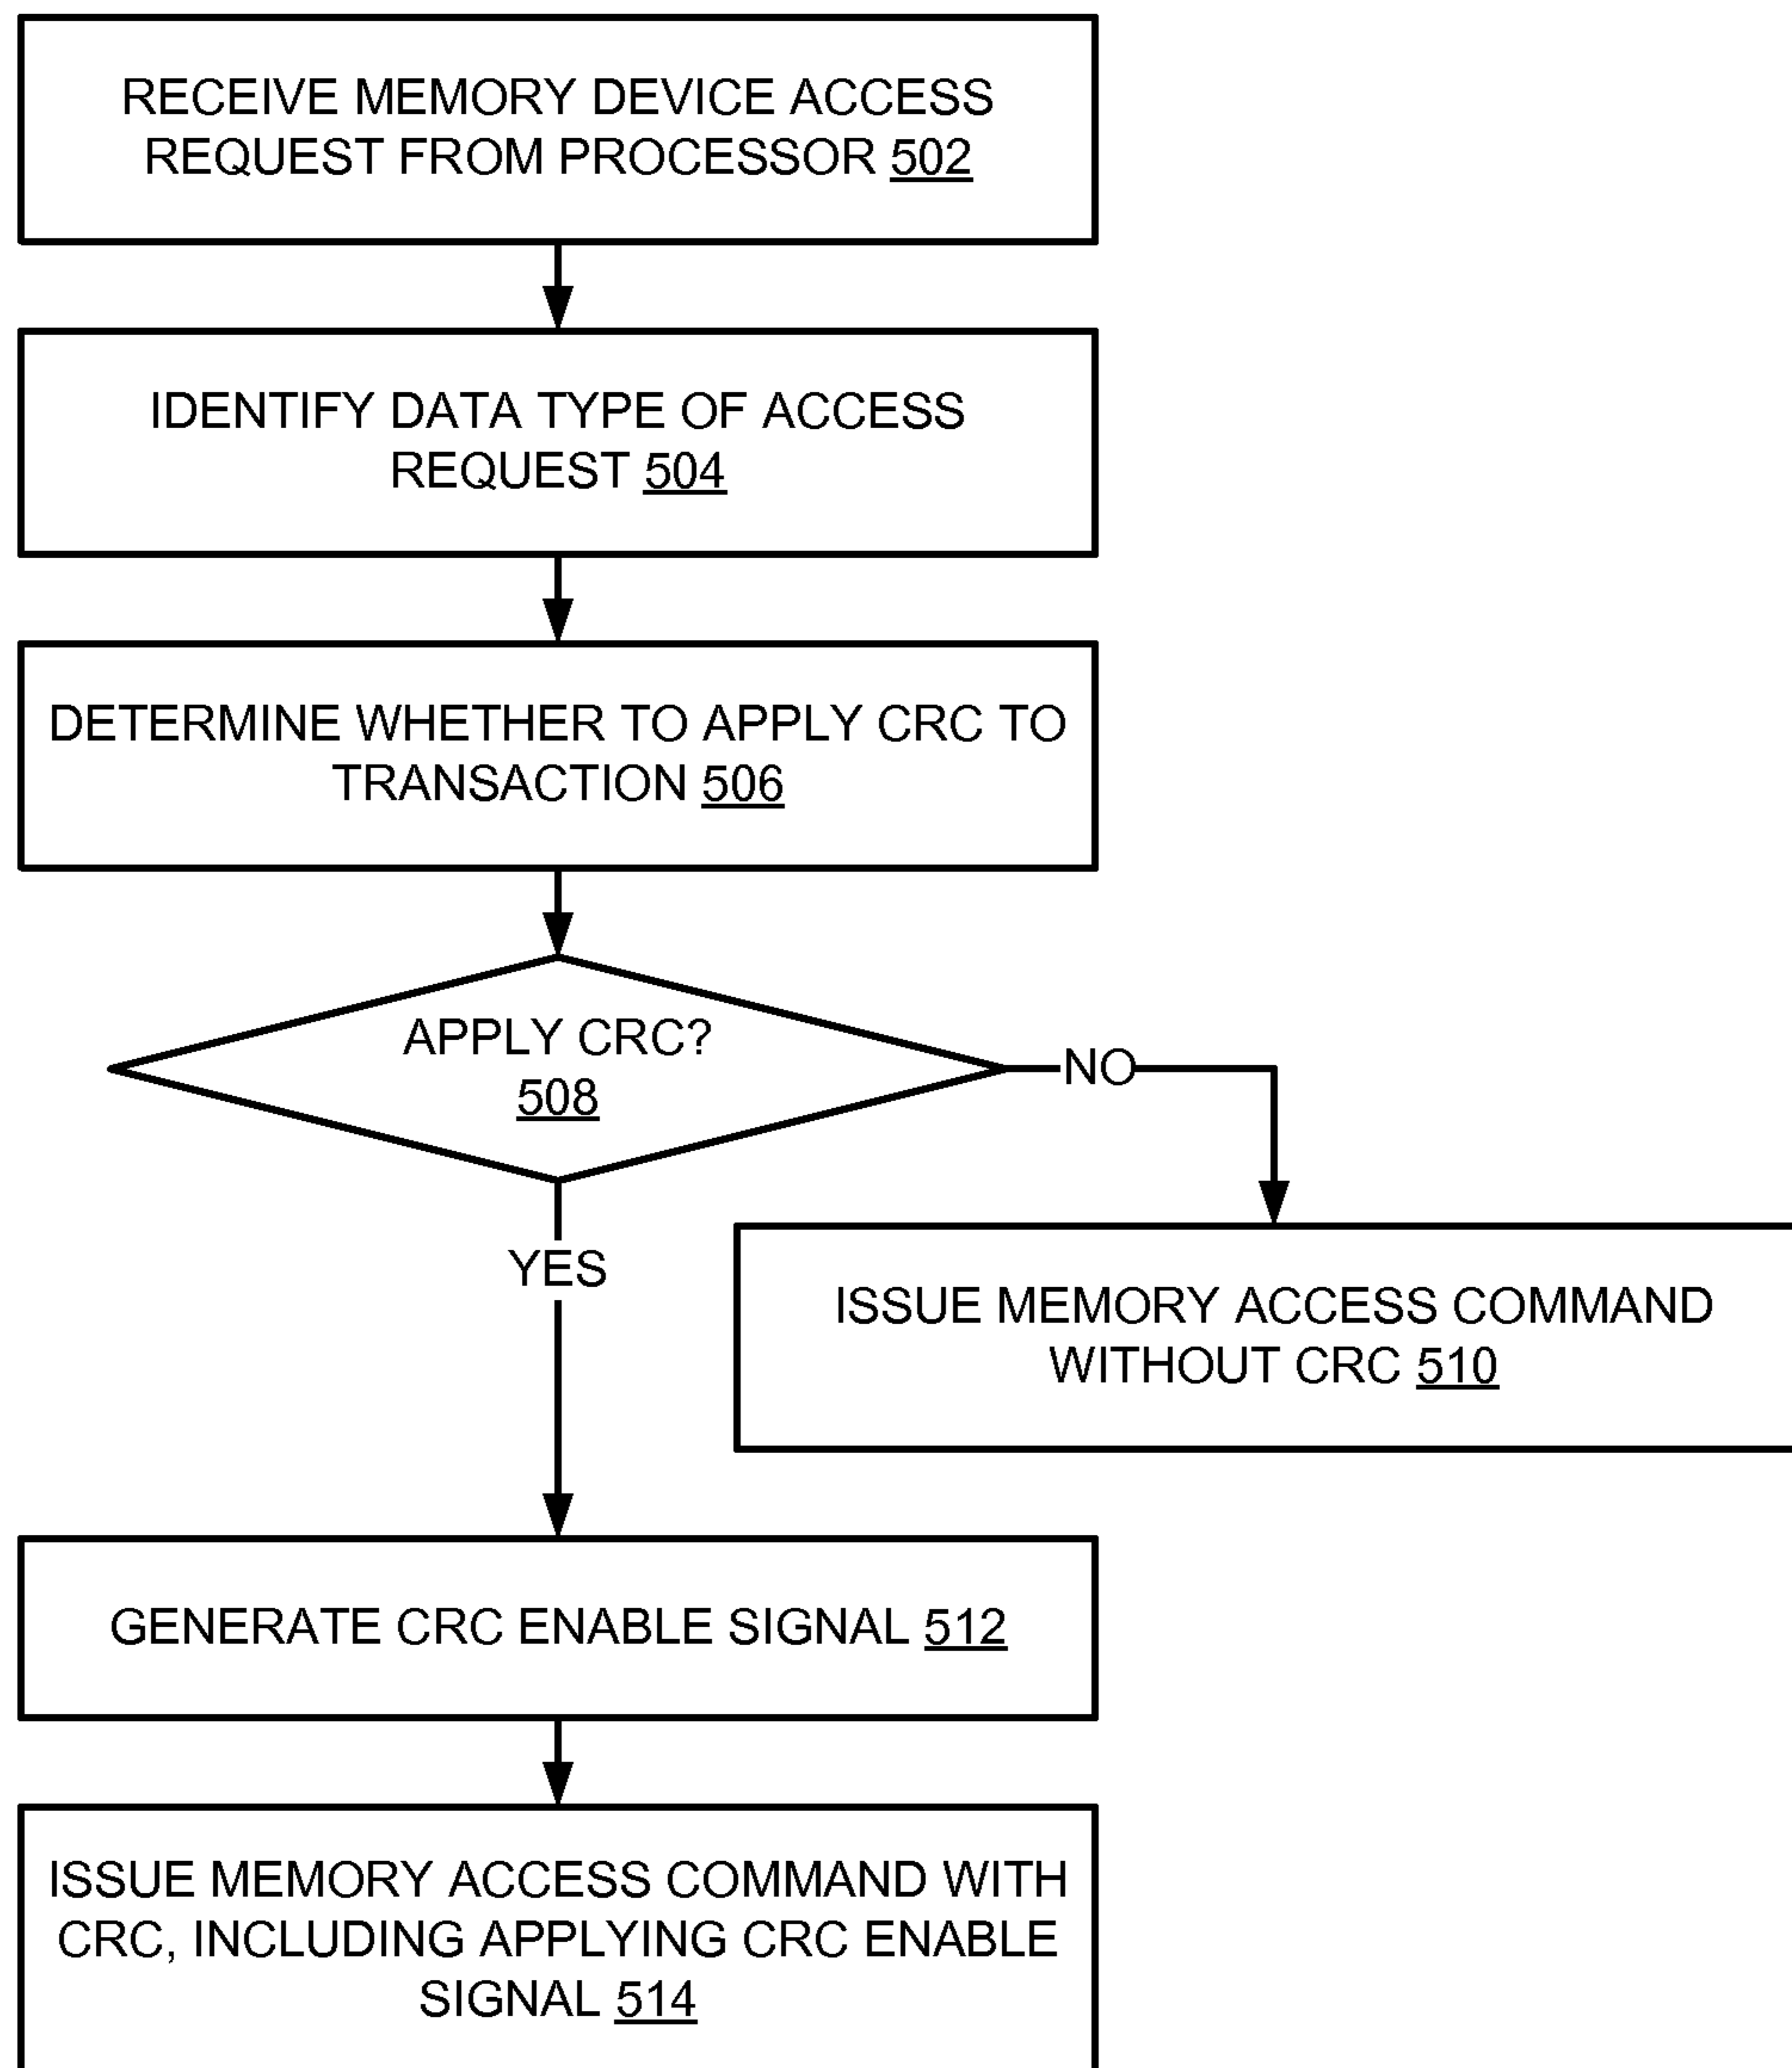 RECEIVE MEMORY DEVICE ACCESS
REQUEST FROM PROCESSOR 502
IDENTIFY DATA TYPE OF ACCESS
REQUEST 504
DETERMINE WHETHER TO APPLY CRC TO
TRANSACTION 506
APPLY CRC?
508
NO
YES
ISSUE MEMORY ACCESS COMMAND
WITHOUT CRC 510
GENERATE CRC ENABLE SIGNAL 512
ISSUE MEMORY ACCESS COMMAND WITH
CRC, INCLUDING APPLYING CRC ENABLE
SIGNAL 514